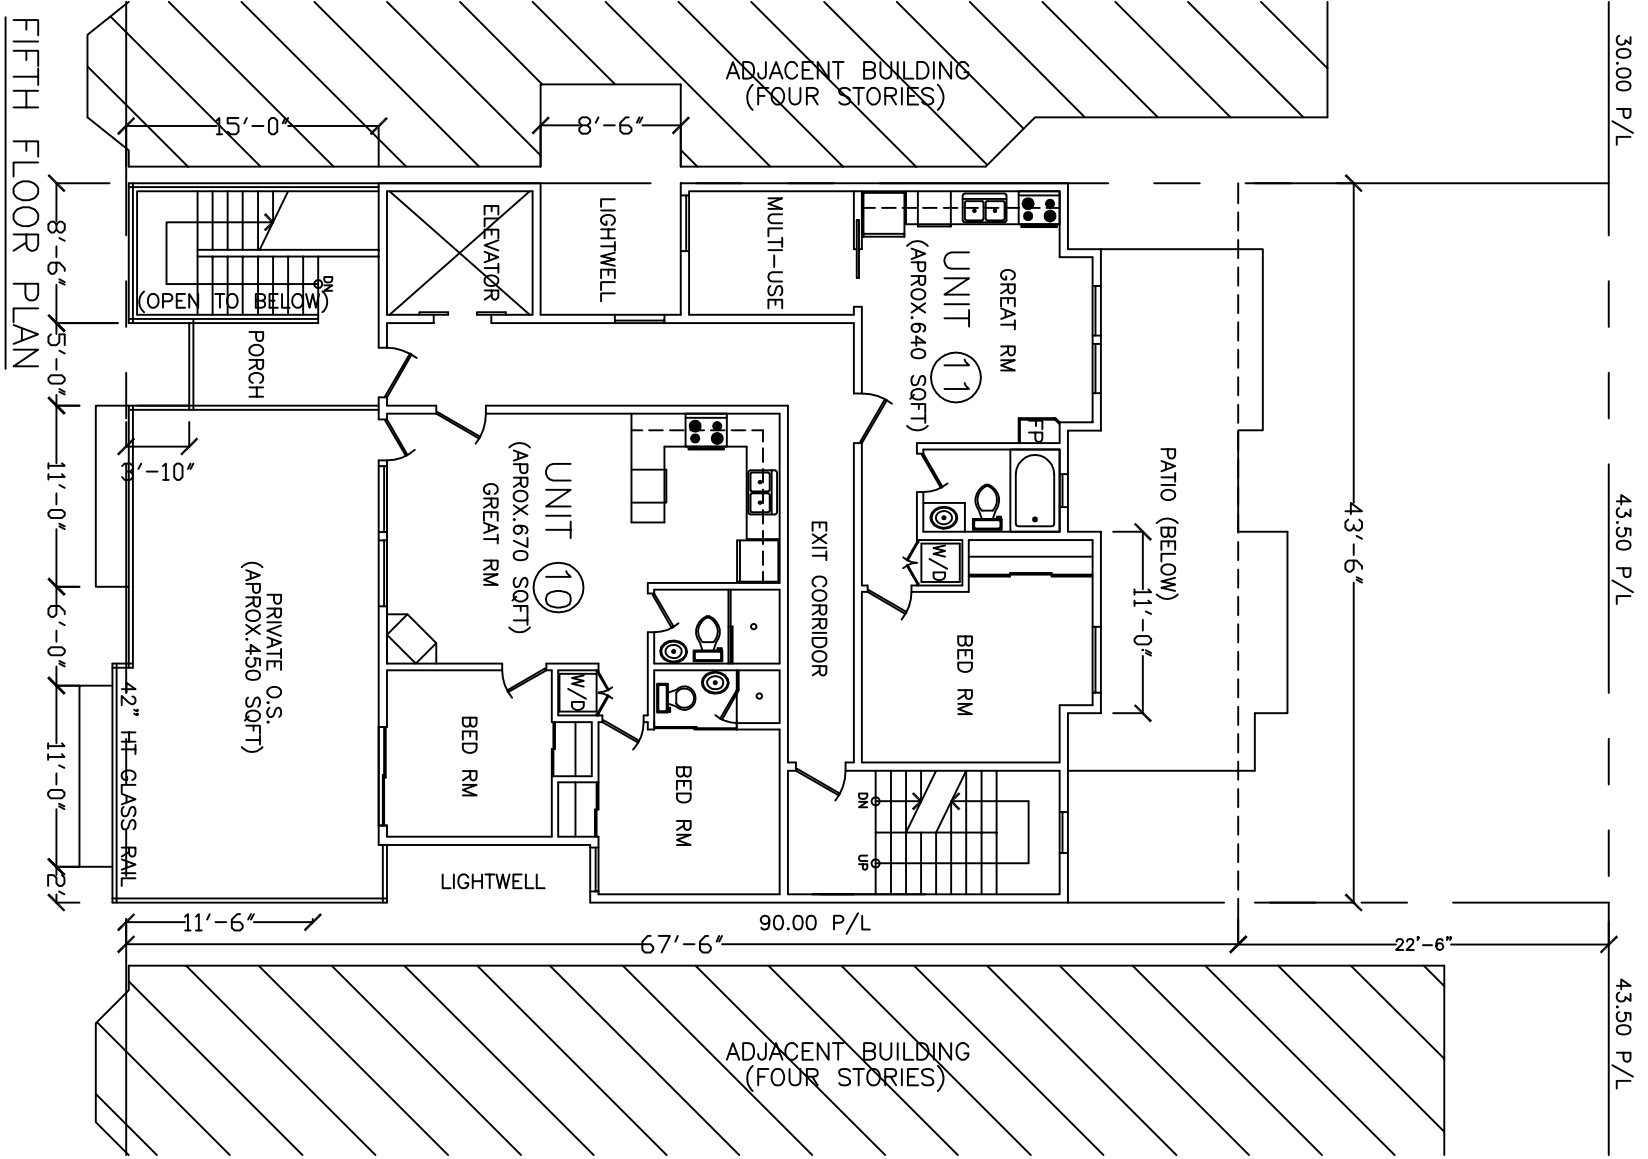 FIFTH FLOOR PLAN
ADJACENT BUILDING
(FOUR STORIES)
30.00 P/L
15'-0"
8'-6"
8'-6"
5'-0"
11'-0"
6'-0"
11'-0"
2'
3'-10"
(OPEN TO BELOW)
DN
PORCH
ELEVATOR
LIGHTWELL
MULTI-USE
UNIT 11
(APROX.640 SQFT)
GREAT RM
FP
PATIO (BELOW)
43'-6"
43.50 P/L
11'-0"
UNIT 10
(APROX.670 SQFT)
GREAT RM
EXIT CORRIDOR
W/D
BED RM
PRIVATE O.S.
(APROX.450 SQFT)
42" HT GLASS RAIL
W/D
BED RM
BED RM
DN
UP
LIGHTWELL
11'-6"
90.00 P/L
67'-6"
22'-6"
43.50 P/L
ADJACENT BUILDING
(FOUR STORIES)